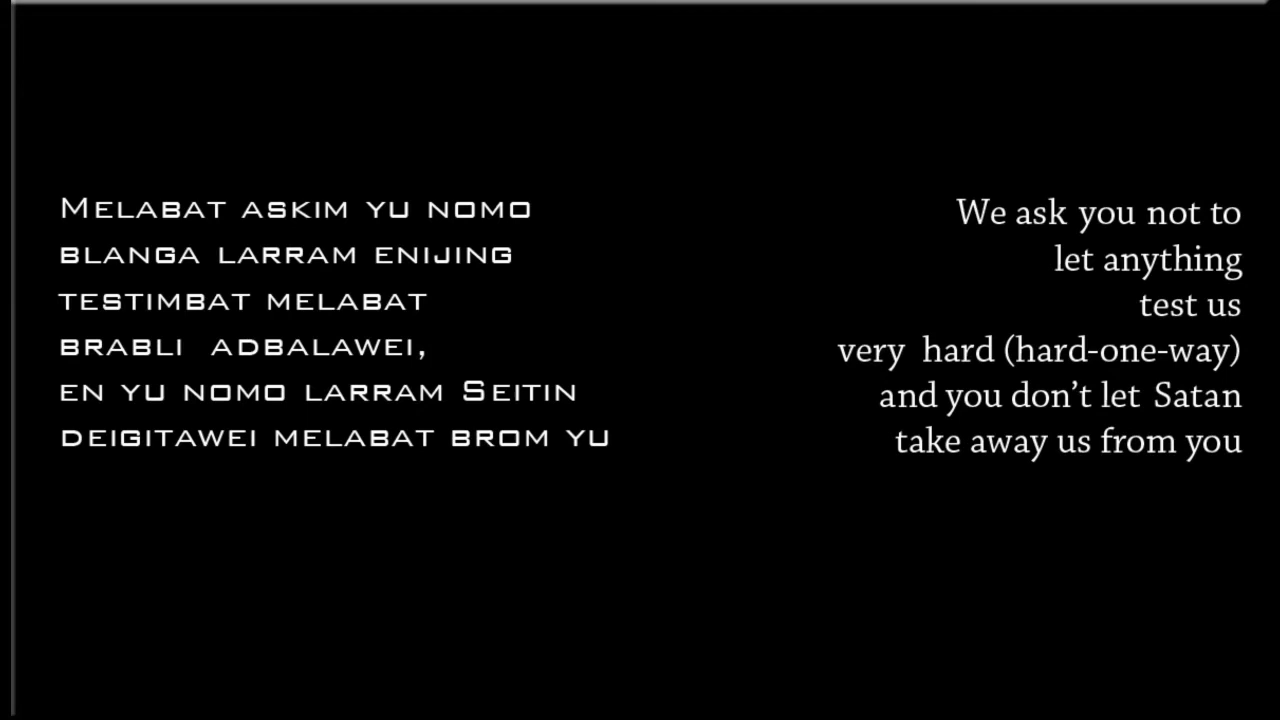 Melabat askim yu nomo
blanga larram enijing
testimbat melabat
brabli adbalawei,
en yu nomo larram Seitin
deigitawei melabat brom yu
We ask you not to
let anything
test us
very hard (hard-one-way)
and you don’t let Satan
take away us from you